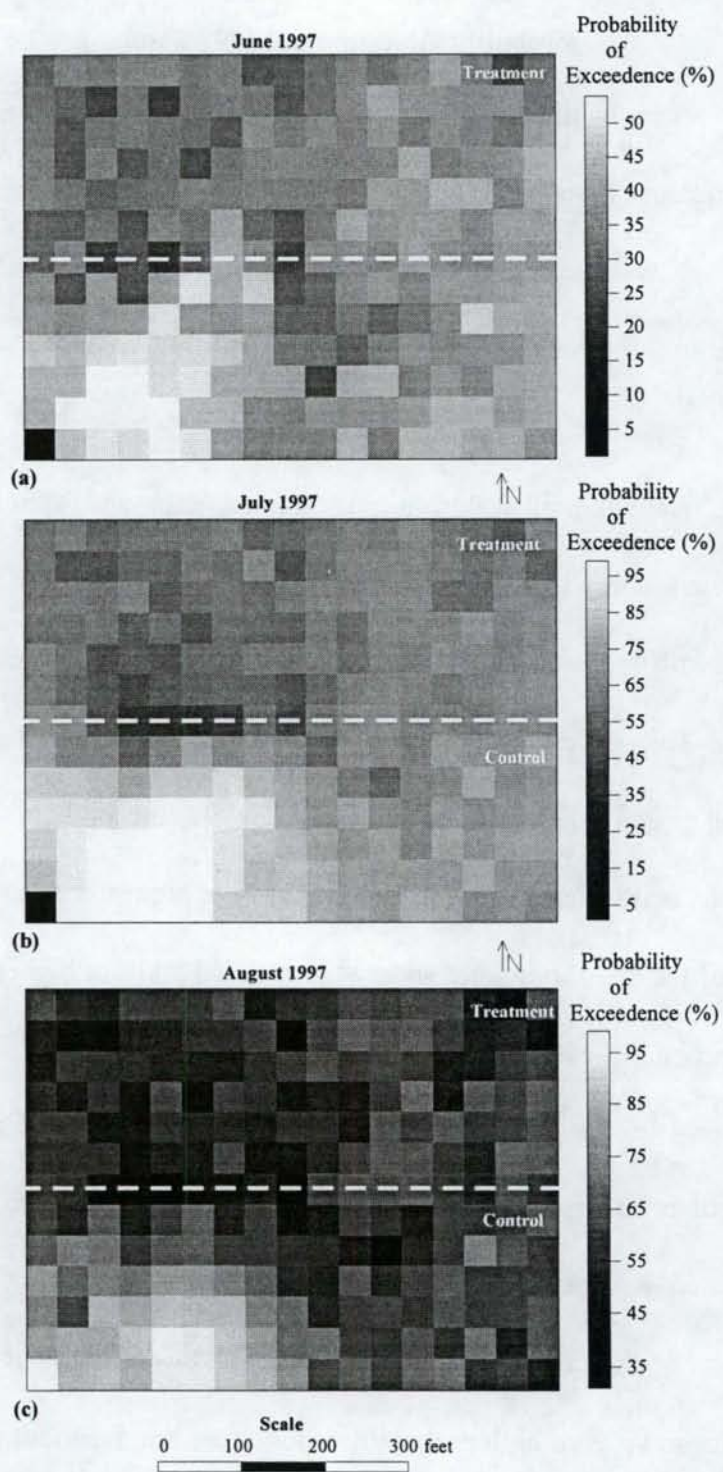 Probability
of
Exceedence (%)
June 1997
Treatment
50
45
40
35
30
25
20
15
10
5
(a)
N
Probability
of
Exceedence (%)
July 1997
Treatment
95
85
75
65
55
Control
45
35
25
15
5
(b)
N
Probability
of
Exceedence (%)
August 1997
Treatment
95
85
75
65
Control
55
45
35
(c)
Scale
0 100 200 300 feet